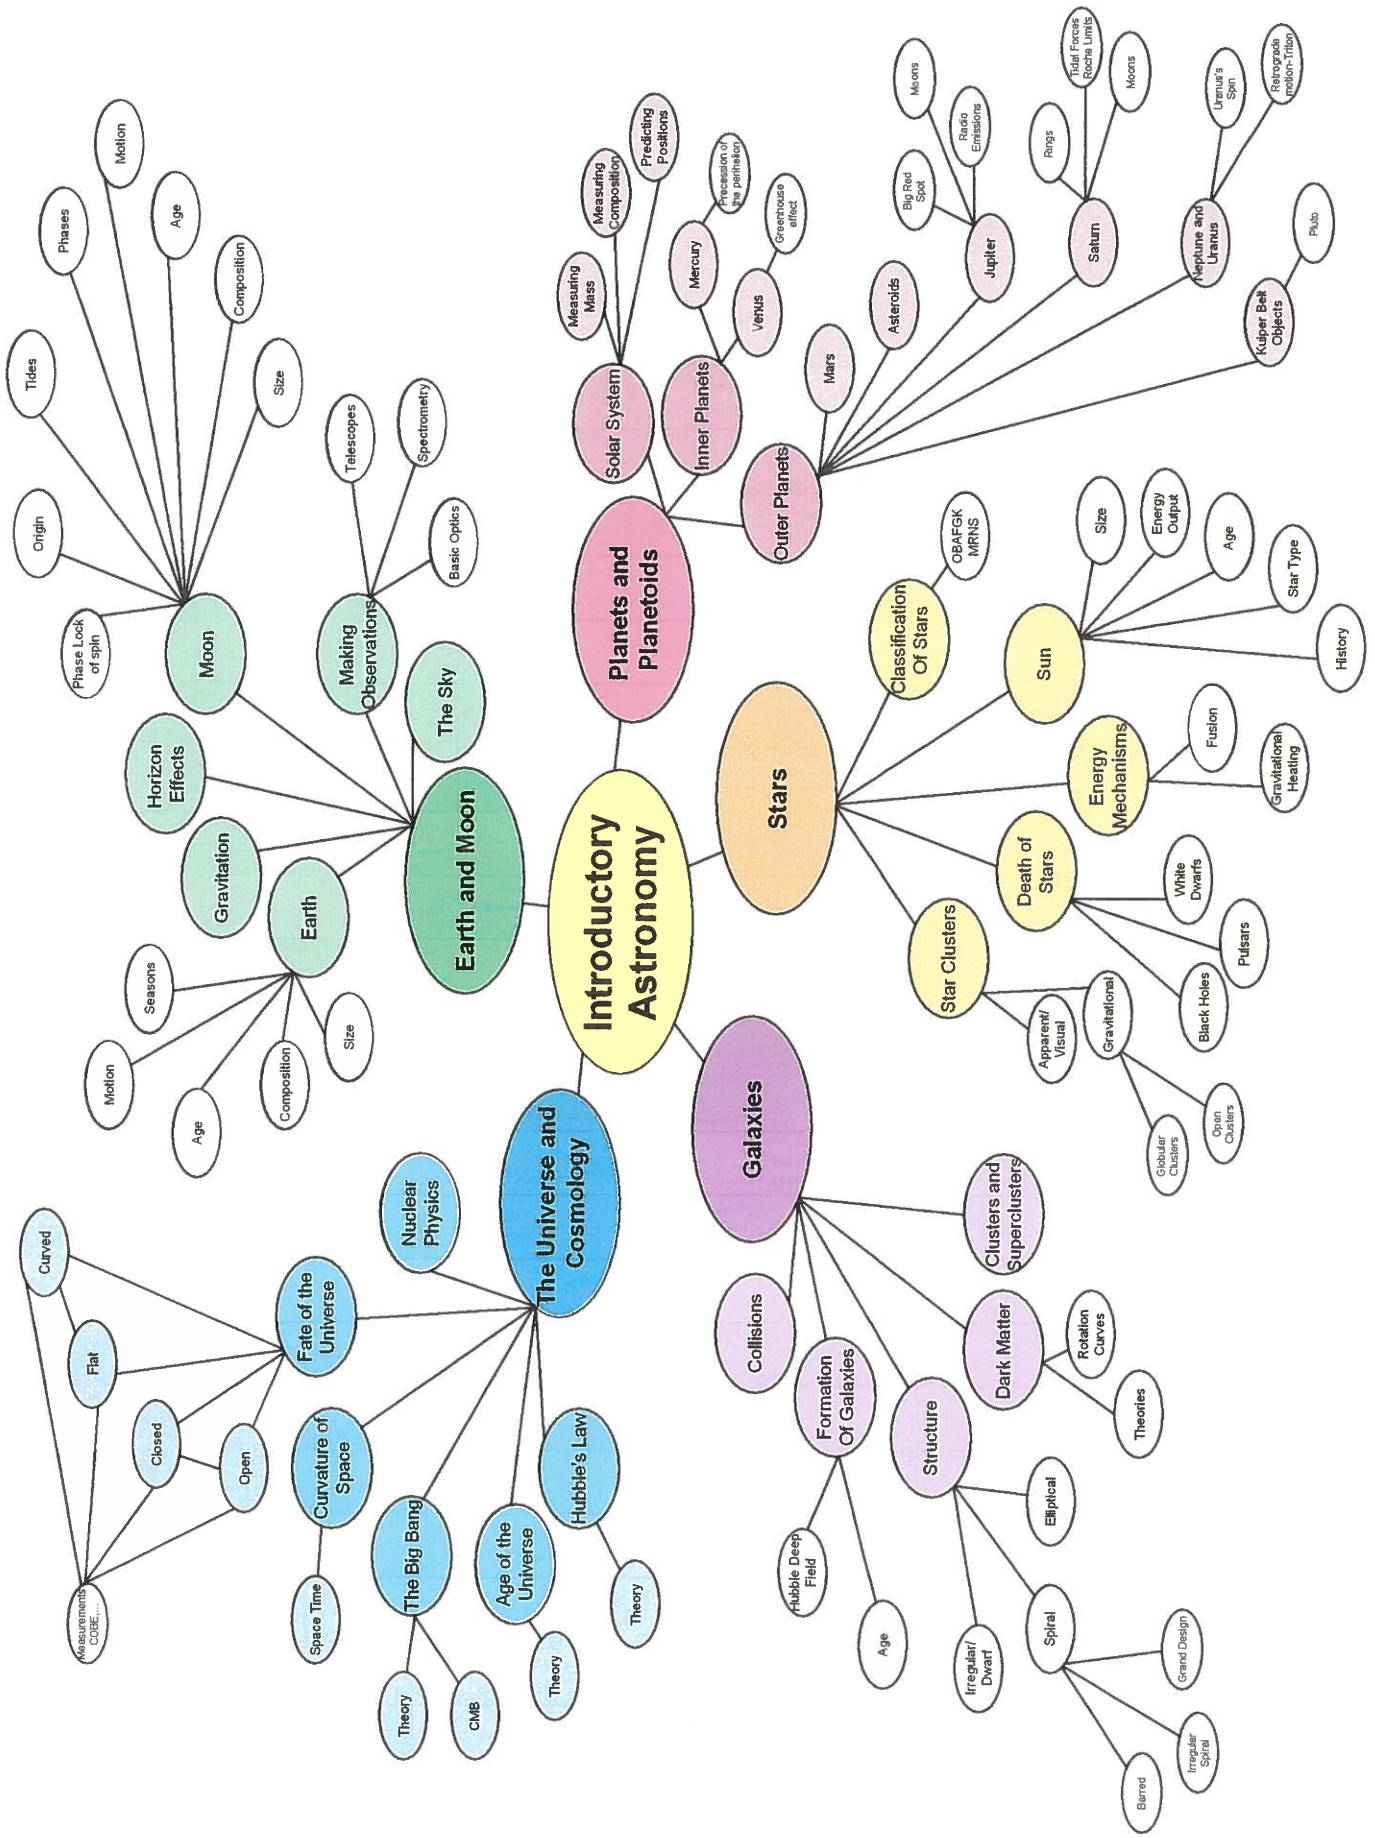 Introductory
Astronomy
Earth and Moon
Earth
Seasons
Motion
Age
Composition
Size
Gravitation
Horizon
Effects
Moon
Phase Lock
of spin
Origin
Tides
Phases
Motion
Age
Composition
Size
Making
Observations
Telescopes
Spectrometry
Basic Optics
The Sky
Planets and
Planetoids
Solar System
Measuring
Mass
Measuring
Composition
Predicting
Positions
Inner Planets
Mercury
Precession of
the perihelion
Venus
Greenhouse
effect
Outer Planets
Mars
Asteroids
Jupiter
Big Red
Spot
Moons
Radio
Emissions
Saturn
Rings
Tidal Forces
Roche Limits
Moons
Neptune and
Uranus
Uranus's
Spin
Retrograde
motion-Triton
Kuiper Belt
Objects
Pluto
Stars
Classification
Of Stars
OBAFGK
MRNS
Sun
Size
Energy
Output
Age
Star Type
History
Energy
Mechanisms
Fusion
Gravitational
Heating
Death of
Stars
White
Dwarfs
Pulsars
Black Holes
Star Clusters
Apparent/
Visual
Gravitational
Globular
Clusters
Open
Clusters
Galaxies
Clusters and
Superclusters
Dark Matter
Rotation
Curves
Theories
Structure
Elliptical
Spiral
Grand Design
Irregular
Spiral
Barred
Irregular/
Dwarf
Formation
Of Galaxies
Hubble Deep
Field
Age
Collisions
The Universe and
Cosmology
Nuclear
Physics
Fate of the
Universe
Curved
Flat
Closed
Open
Measurements
COBE,...
Curvature of
Space
Space Time
The Big Bang
Theory
CMB
Age of the
Universe
Theory
Hubble's Law
Theory